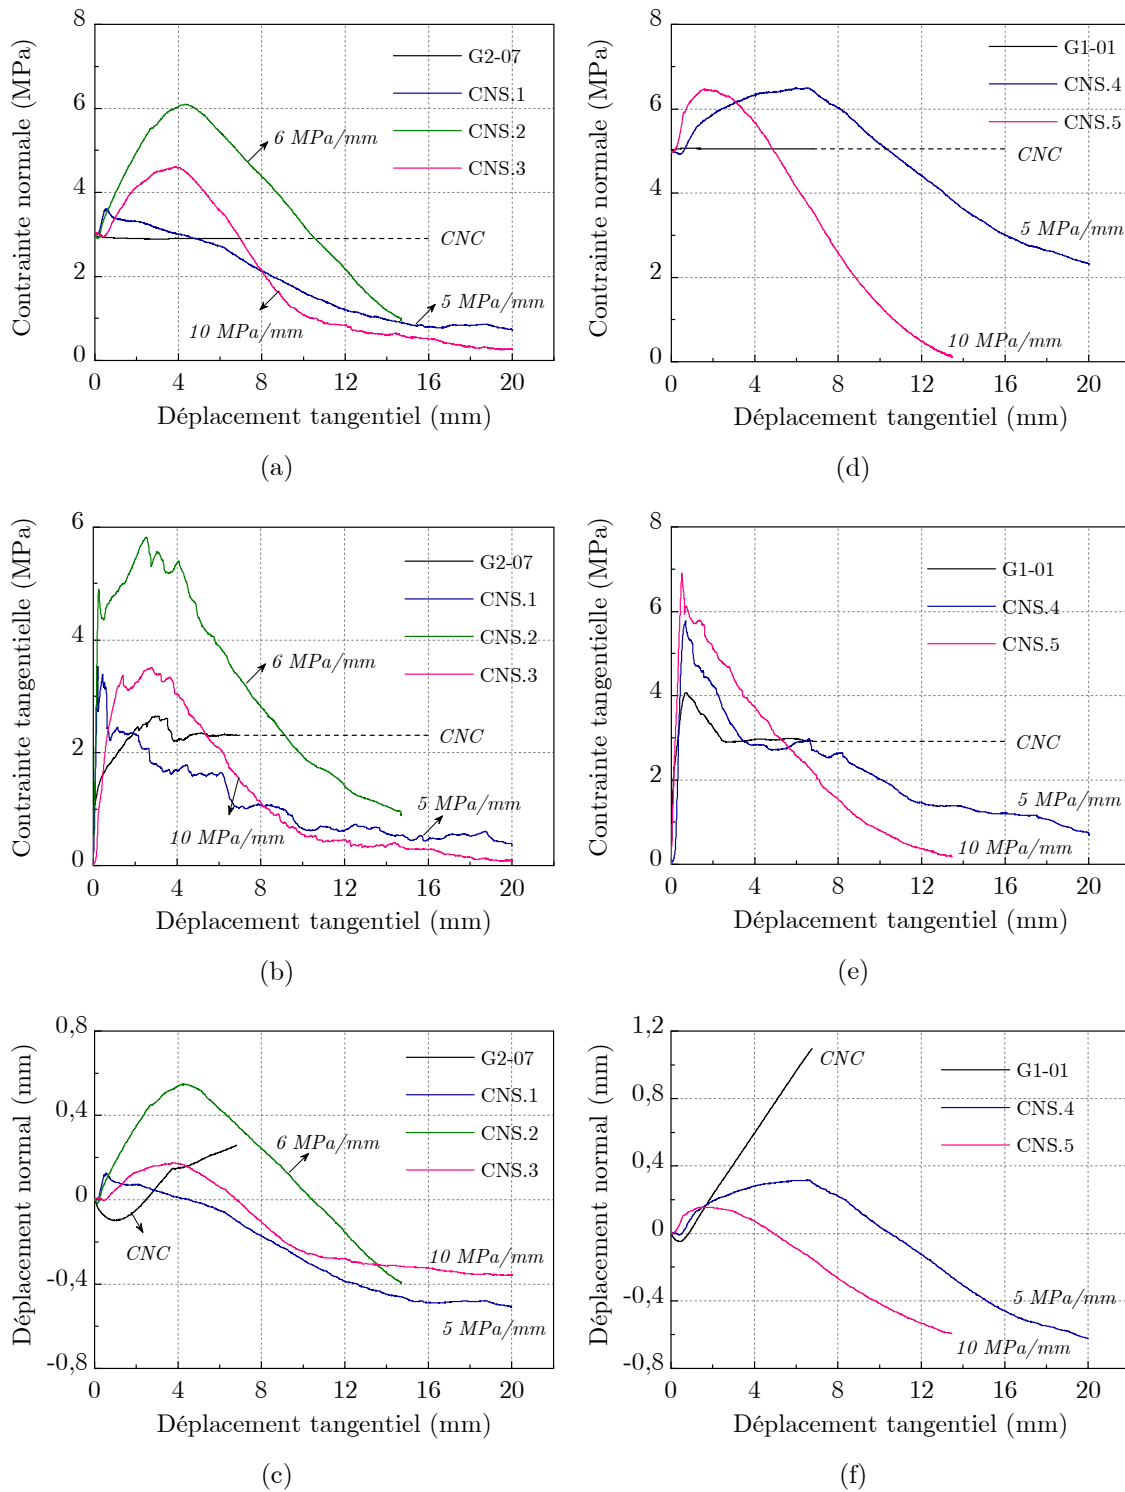 8
6
4
2
0
Contrainte normale (MPa)
G2-07
CNS.1
CNS.2
CNS.3
6 MPa/mm
CNC
5 MPa/mm
10 MPa/mm
0 4 8 12 16 20
Déplacement tangentiel (mm)
(a)
8
6
4
2
0
Contrainte normale (MPa)
G1-01
CNS.4
CNS.5
CNC
5 MPa/mm
10 MPa/mm
0 4 8 12 16 20
Déplacement tangentiel (mm)
(d)
6
4
2
0
Contrainte tangentielle (MPa)
G2-07
CNS.1
CNS.2
CNS.3
6 MPa/mm
CNC
5 MPa/mm
10 MPa/mm
0 4 8 12 16 20
Déplacement tangentiel (mm)
(b)
8
6
4
2
0
Contrainte tangentielle (MPa)
G1-01
CNS.4
CNS.5
CNC
5 MPa/mm
10 MPa/mm
0 4 8 12 16 20
Déplacement tangentiel (mm)
(e)
0,8
0,4
0
-0,4
-0,8
Déplacement normal (mm)
G2-07
CNS.1
CNS.2
CNS.3
6 MPa/mm
CNC
10 MPa/mm
5 MPa/mm
0 4 8 12 16 20
Déplacement tangentiel (mm)
(c)
1,2
0,8
0,4
0
-0,4
-0,8
Déplacement normal (mm)
CNC
G1-01
CNS.4
CNS.5
5 MPa/mm
10 MPa/mm
0 4 8 12 16 20
Déplacement tangentiel (mm)
(f)